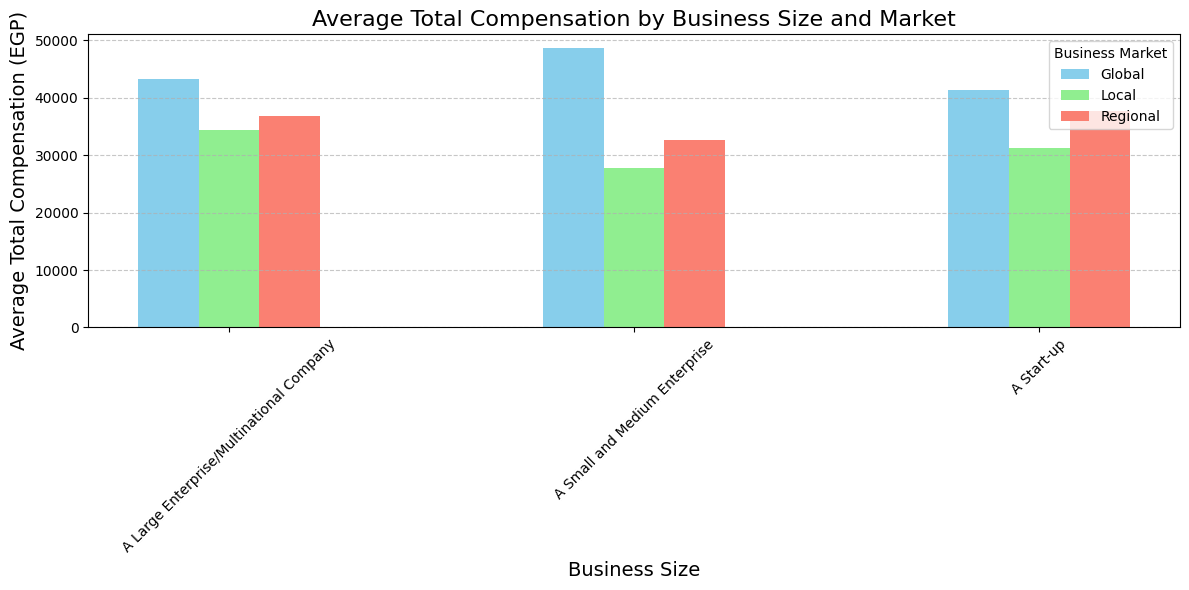 Average Total Compensation by Business Size and Market
Average Total Compensation (EGP)
50000
40000
30000
20000
10000
0
Business Market
Global
Local
Regional
A Large Enterprise/Multinational Company
A Small and Medium Enterprise
A Start-up
Business Size